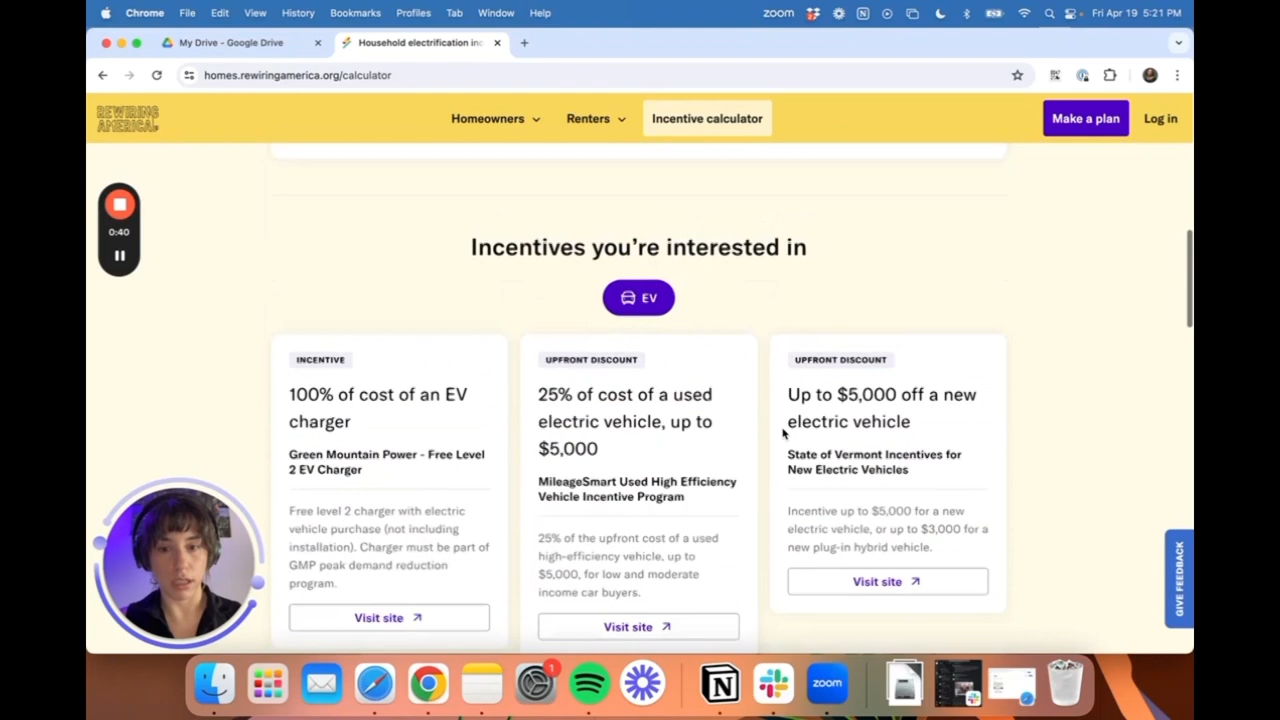 Chrome File Edit View History Bookmarks Profiles Tab Window Help zoom Fri Apr 19 5:21 PM
My Drive - Google Drive Household electrification inc
homes.rewiringamerica.org/calculator
REWIRING
AMERICA
Homeowners Renters Incentive calculator Make a plan Log in
0:40
Incentives you're interested in
EV
INCENTIVE
100% of cost of an EV
charger
Green Mountain Power - Free Level
2 EV Charger
Free level 2 charger with electric
vehicle purchase (not including
installation). Charger must be part of
GMP peak demand reduction
program.
Visit site
UPFRONT DISCOUNT
25% of cost of a used
electric vehicle, up to
$5,000
MileageSmart Used High Efficiency
Vehicle Incentive Program
25% of the upfront cost of a used
high-efficiency vehicle, up to
$5,000, for low and moderate
income car buyers.
Visit site
UPFRONT DISCOUNT
Up to $5,000 off a new
electric vehicle
State of Vermont Incentives for
New Electric Vehicles
Incentive up to $5,000 for a new
electric vehicle, or up to $3,000 for a
new plug-in hybrid vehicle.
Visit site
GIVE FEEDBACK
1
zoom